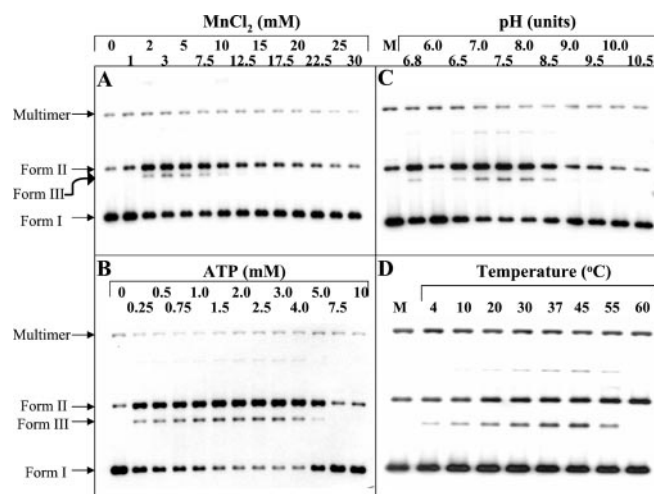 MnCl2 (mM)
0 2 5 10 15 20 25
1 3 7.5 12.5 17.5 22.5 30
A
Multimer
Form II
Form III
Form I
pH (units)
M 6.0 7.0 8.0 9.0 10.0
6.8 6.5 7.5 8.5 9.5 10.5
C
ATP (mM)
B
0 0.5 1.0 2.0 3.0 5.0 10
0.25 0.75 1.5 2.5 4.0 7.5
Multimer
Form II
Form III
Form I
D
Temperature (oC)
M 4 10 20 30 37 45 55 60